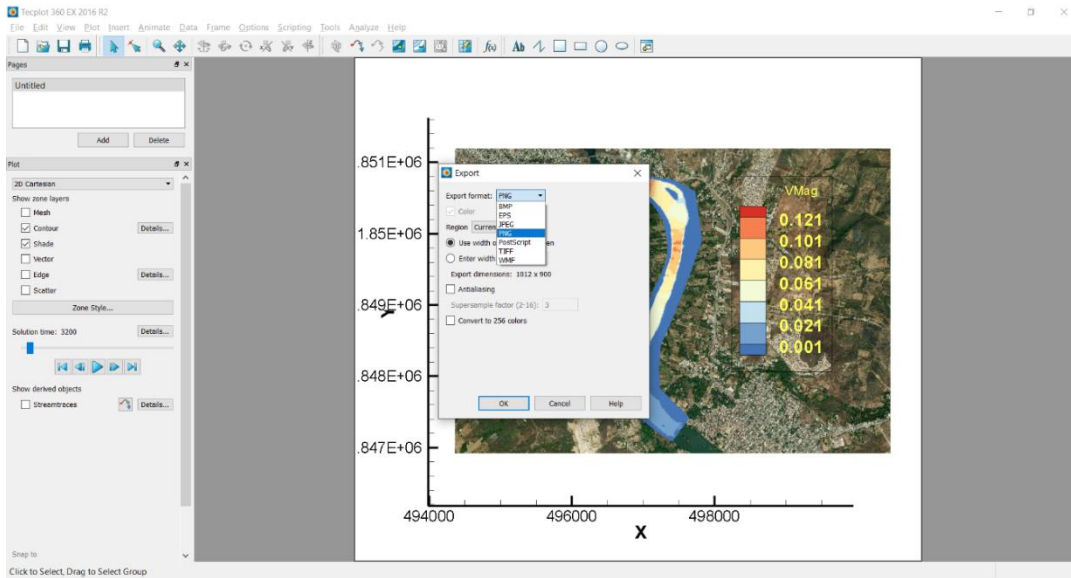 Tecplot 360 EX 2016 R2
File Edit View Plot Insert Animate Data Frame Options Scripting Tools Analyze Help
Pages
Untitled
Add Delete
Plot
2D Cartesian
Show zone layers
Mesh
Contour Details...
Shade
Vector
Edge Details...
Scatter
Zone Style...
Solution time: 3200 Details...
Show derived objects
Streamtraces Details...
Snap to
Click to Select, Drag to Select Group
Export
Export format: PNG
BMP
EPS
JPEG
PNG
PostScript
TIFF
WMF
Color
Region Curren
Use width o en
Enter width
Export dimensions: 1012 x 900
Antialiasing
Supersample factor (2-16): 3
Convert to 256 colors
OK Cancel Help
.851E+06
1.85E+06
.849E+06
.848E+06
.847E+06
Y
494000 496000 498000
X
VMag
0.121
0.101
0.081
0.061
0.041
0.021
0.001